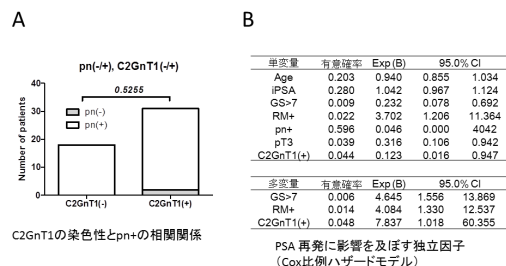 A
pn(-/+), C2GnT1(-/+)
0.5255
Number of patients
40
30
20
10
0
pn(-)
pn(+)
C2GnT1(-)
C2GnT1(+)
C2GnT1の染色性とpn+の相関関係
B
単変量 有意確率 Exp (B) 95.0% CI
Age 0.203 0.940 0.855 1.034
iPSA 0.280 1.042 0.967 1.124
GS>7 0.009 0.232 0.078 0.692
RM+ 0.022 3.702 1.206 11.364
pn+ 0.596 0.046 0.000 4042
pT3 0.039 0.316 0.106 0.942
C2GnT1(+) 0.044 0.123 0.016 0.947
多変量 有意確率 Exp (B) 95.0% CI
GS>7 0.006 4.645 1.556 13.869
RM+ 0.014 4.084 1.330 12.537
C2GnT1(+) 0.048 7.837 1.018 60.355
PSA 再発に影響を及ぼす独立因子
（Cox比例ハザードモデル）